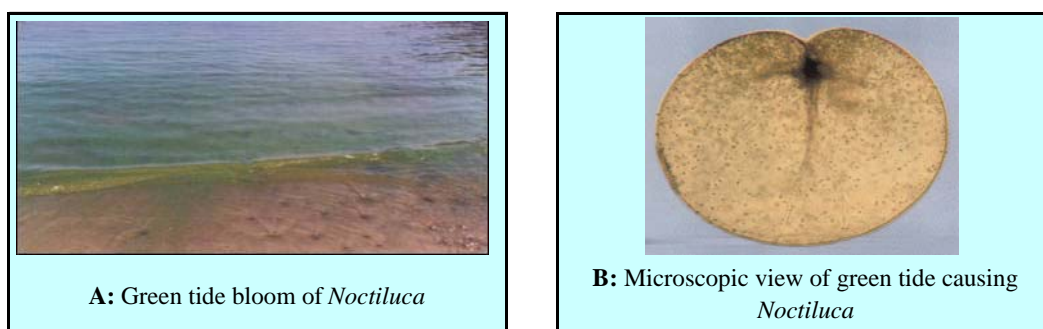 A: Green tide bloom of Noctiluca
B: Microscopic view of green tide causing
Noctiluca